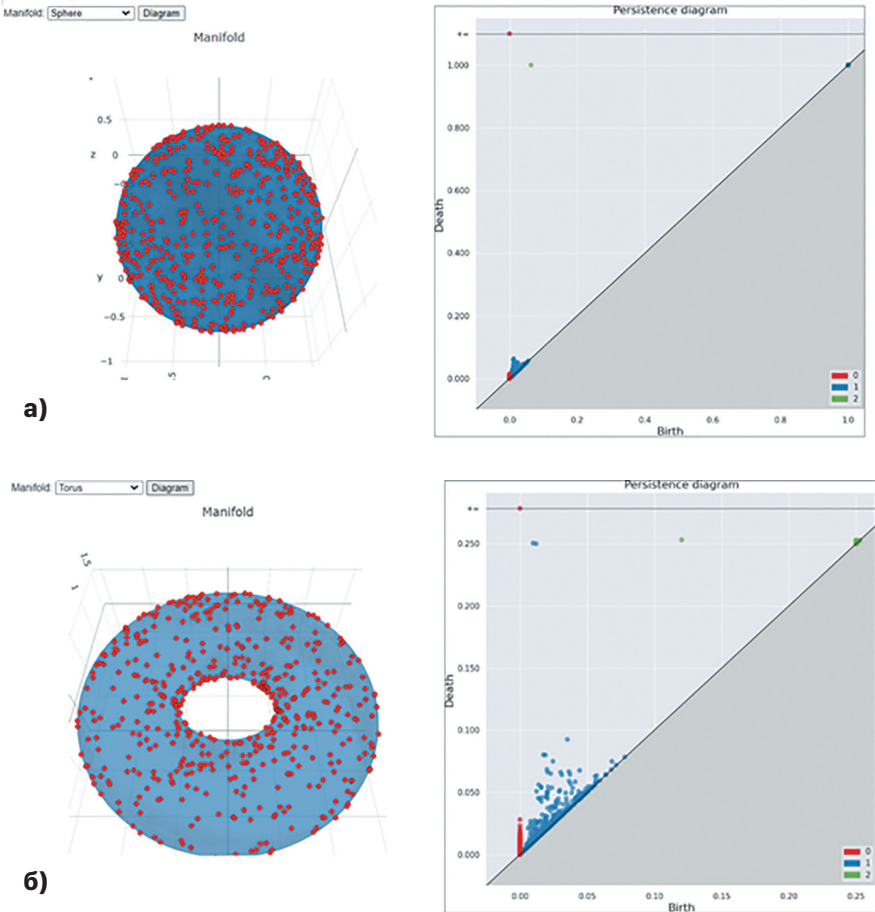 Manifold: Sphere Diagram
Manifold
0.5
z 0
y 0
−0.5
−1
0
Persistence diagram
+∞
1.000
0.800
0.600
0.400
0.200
0.000
Death
0.0 0.2 0.4 0.6 0.8 1.0
Birth
0
1
2
а)
Manifold: Torus Diagram
Manifold
1.5
1
Persistence diagram
+∞
0.250
0.200
0.150
0.100
0.050
0.000
Death
0.00 0.05 0.10 0.15 0.20 0.25
Birth
0
1
2
б)